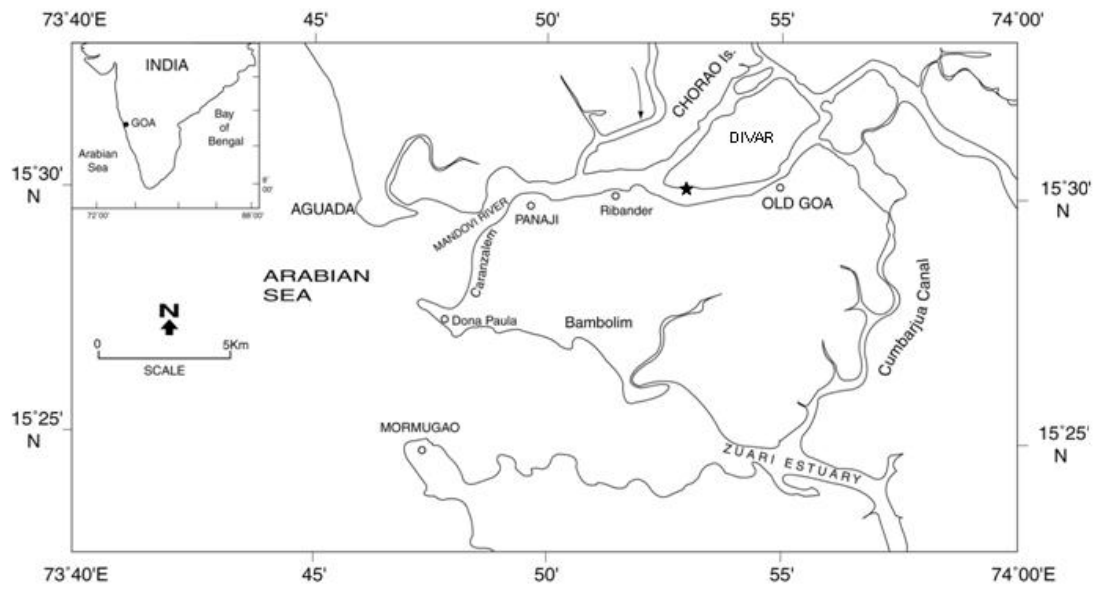 73°40'E
45'
50'
55'
74°00'
INDIA
GOA
Arabian
Sea
Bay
of
Bengal
8°
00'
72°00'
88°00'
CHORAO Is.
DIVAR
15°30'
N
15°30'
N
AGUADA
MANDOVI RIVER
PANAJI
Ribander
OLD GOA
Caranzalem
ARABIAN
SEA
N
0 5Km
SCALE
Dona Paula
Bambolim
Cumbarjua Canal
15°25'
N
15°25'
N
MORMUGAO
ZUARI ESTUARY
73°40'E
45'
50'
55'
74°00'E